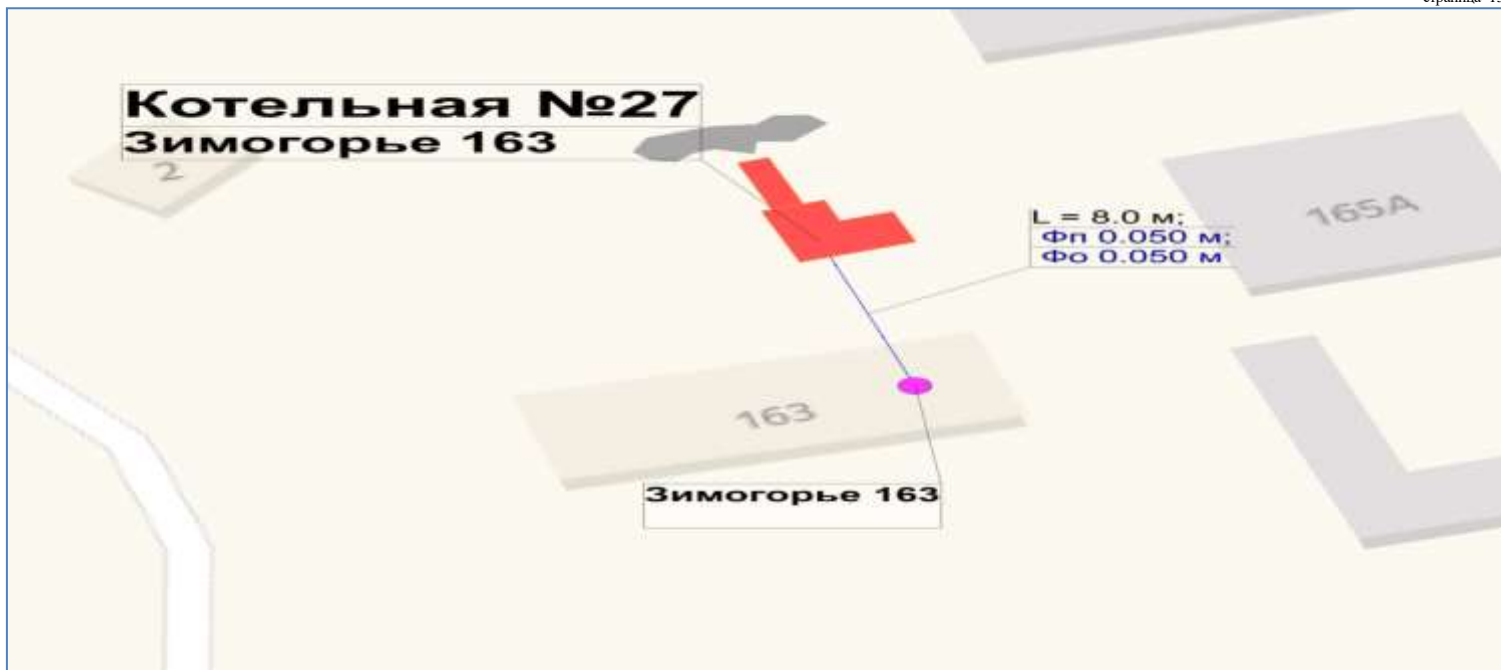 Котельная №27
Зимогорье 163
2
L = 8.0 м;
Фп 0.050 м;
Фо 0.050 м
165А
163
Зимогорье 163